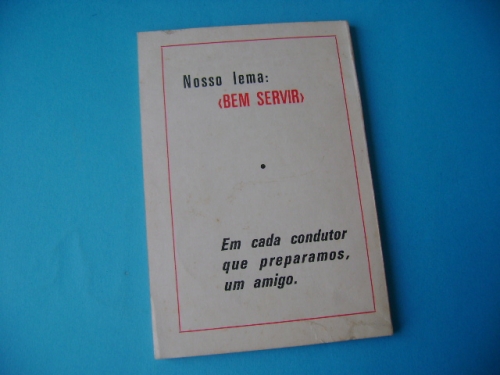 Nosso lema:
‹BEM SERVIR›
•
Em cada condutor
que preparamos,
um amigo.